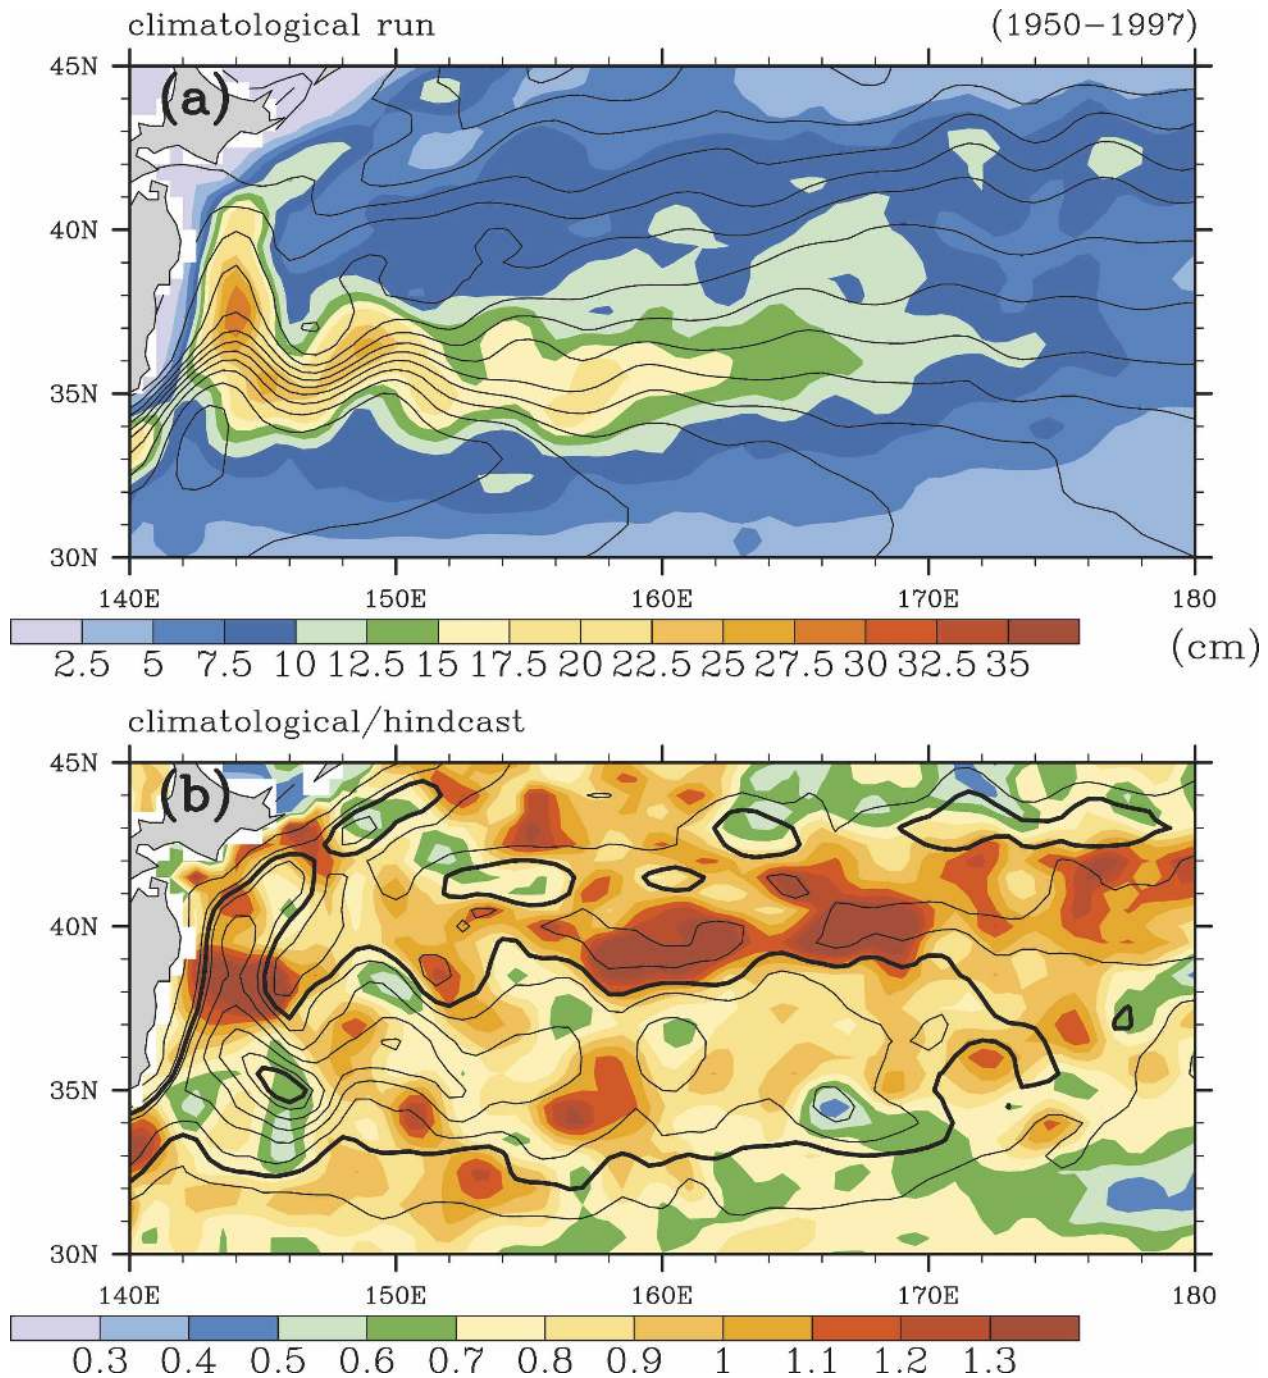 climatological run (1950−1997)
(a)
45N
40N
35N
30N
140E 150E 160E 170E 180
2.5 5 7.5 10 12.5 15 17.5 20 22.5 25 27.5 30 32.5 35 (cm)
climatological/hindcast
(b)
45N
40N
35N
30N
140E 150E 160E 170E 180
0.3 0.4 0.5 0.6 0.7 0.8 0.9 1 1.1 1.2 1.3